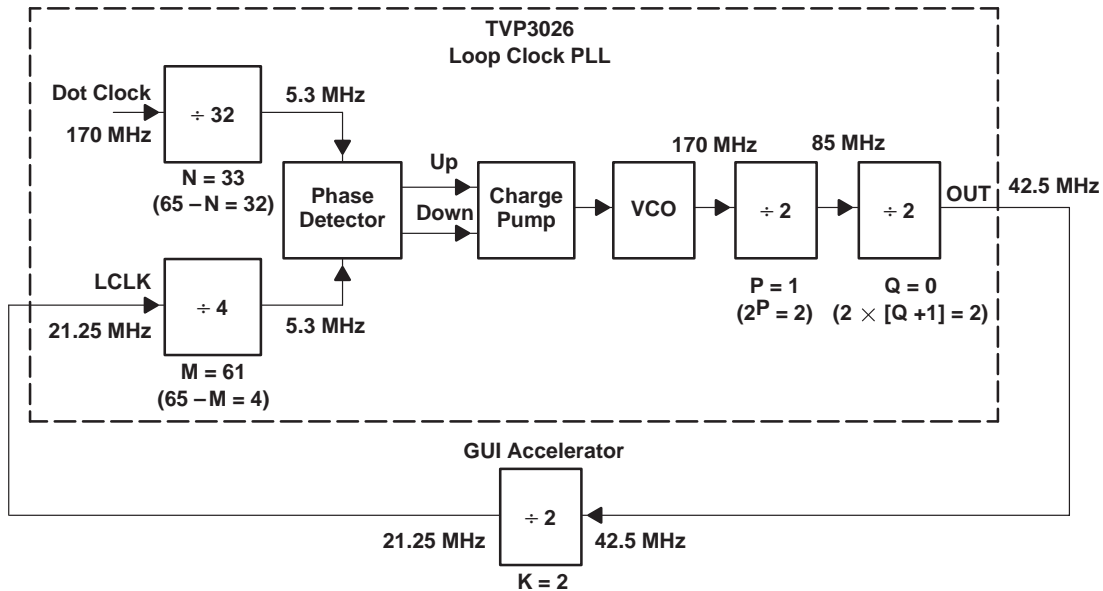 TVP3026
Loop Clock PLL
Dot Clock
170 MHz
÷ 32
5.3 MHz
N = 33
(65 – N = 32)
Phase
Detector
Up
Down
Charge
Pump
VCO
170 MHz
÷ 2
85 MHz
÷ 2
OUT
42.5 MHz
P = 1
(2^P = 2)
Q = 0
(2 × [Q +1] = 2)
LCLK
21.25 MHz
÷ 4
5.3 MHz
M = 61
(65 – M = 4)
GUI Accelerator
÷ 2
21.25 MHz
42.5 MHz
K = 2